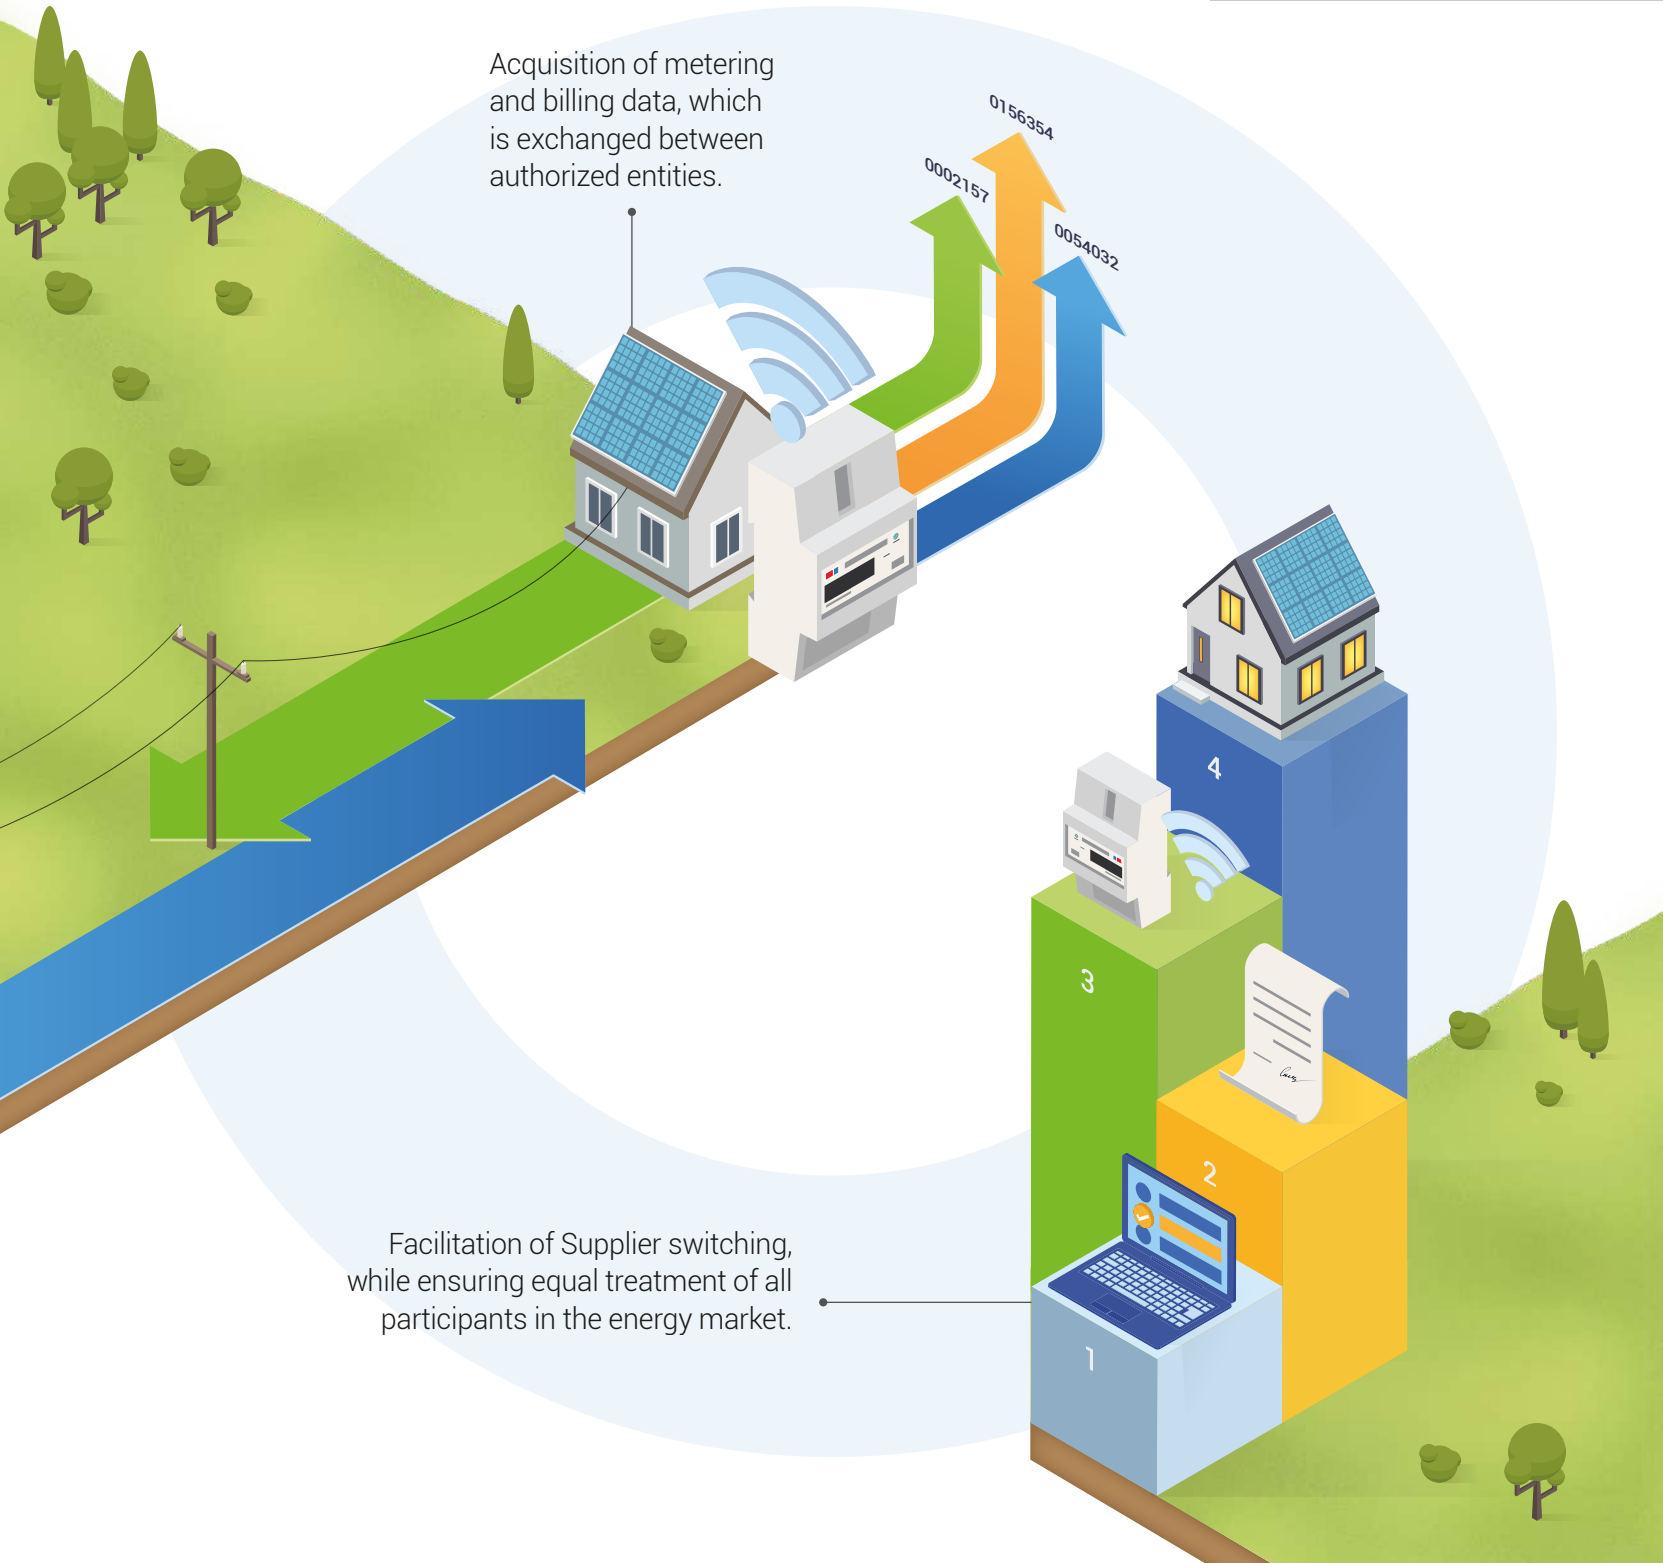 Acquisition of metering
and billing data, which
is exchanged between
authorized entities.
0156354
0002157
0054032
4
3
2
1
Facilitation of Supplier switching,
while ensuring equal treatment of all
participants in the energy market.